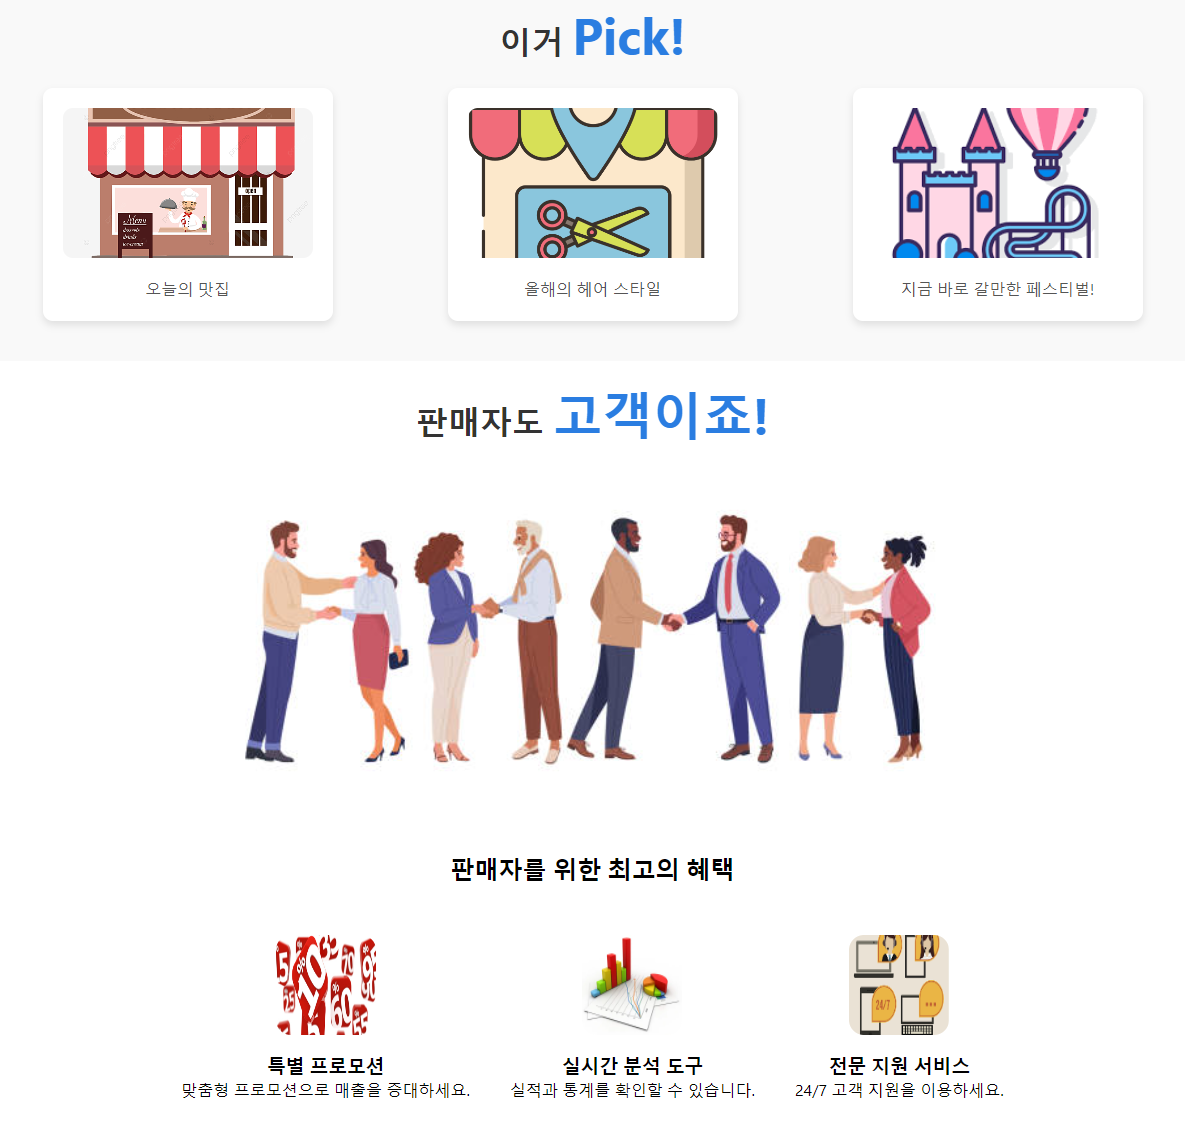 이거 Pick!
open
Menu
오늘의 맛집
올해의 헤어 스타일
지금 바로 갈만한 페스티벌!
판매자도 고객이죠!
판매자를 위한 최고의 혜택
24/7
특별 프로모션
실시간 분석 도구
전문 지원 서비스
맞춤형 프로모션으로 매출을 증대하세요.
실적과 통계를 확인할 수 있습니다.
24/7 고객 지원을 이용하세요.